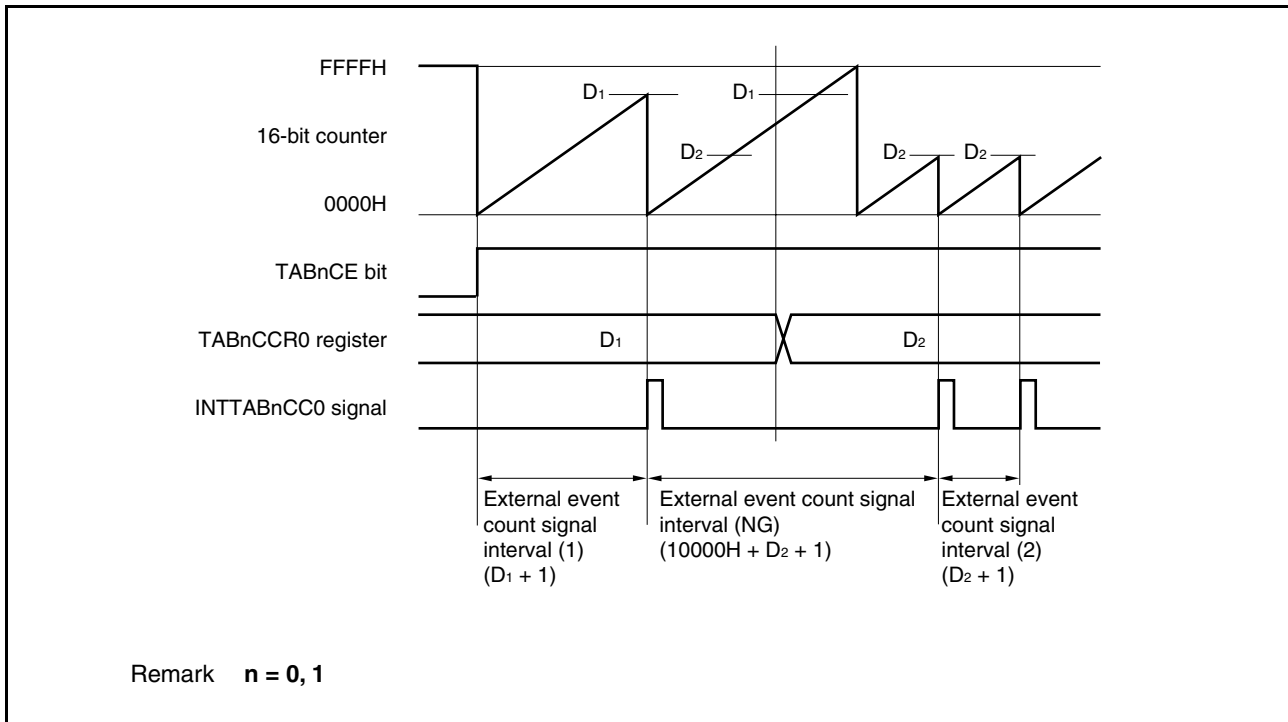 FFFFH
D1
D1
16-bit counter
D2
D2
D2
0000H
TABnCE bit
TABnCCR0 register
D1
D2
INTTABnCC0 signal
External event
count signal
interval (1)
(D1 + 1)
External event count signal
interval (NG)
(10000H + D2 + 1)
External event
count signal
interval (2)
(D2 + 1)
Remark n = 0, 1